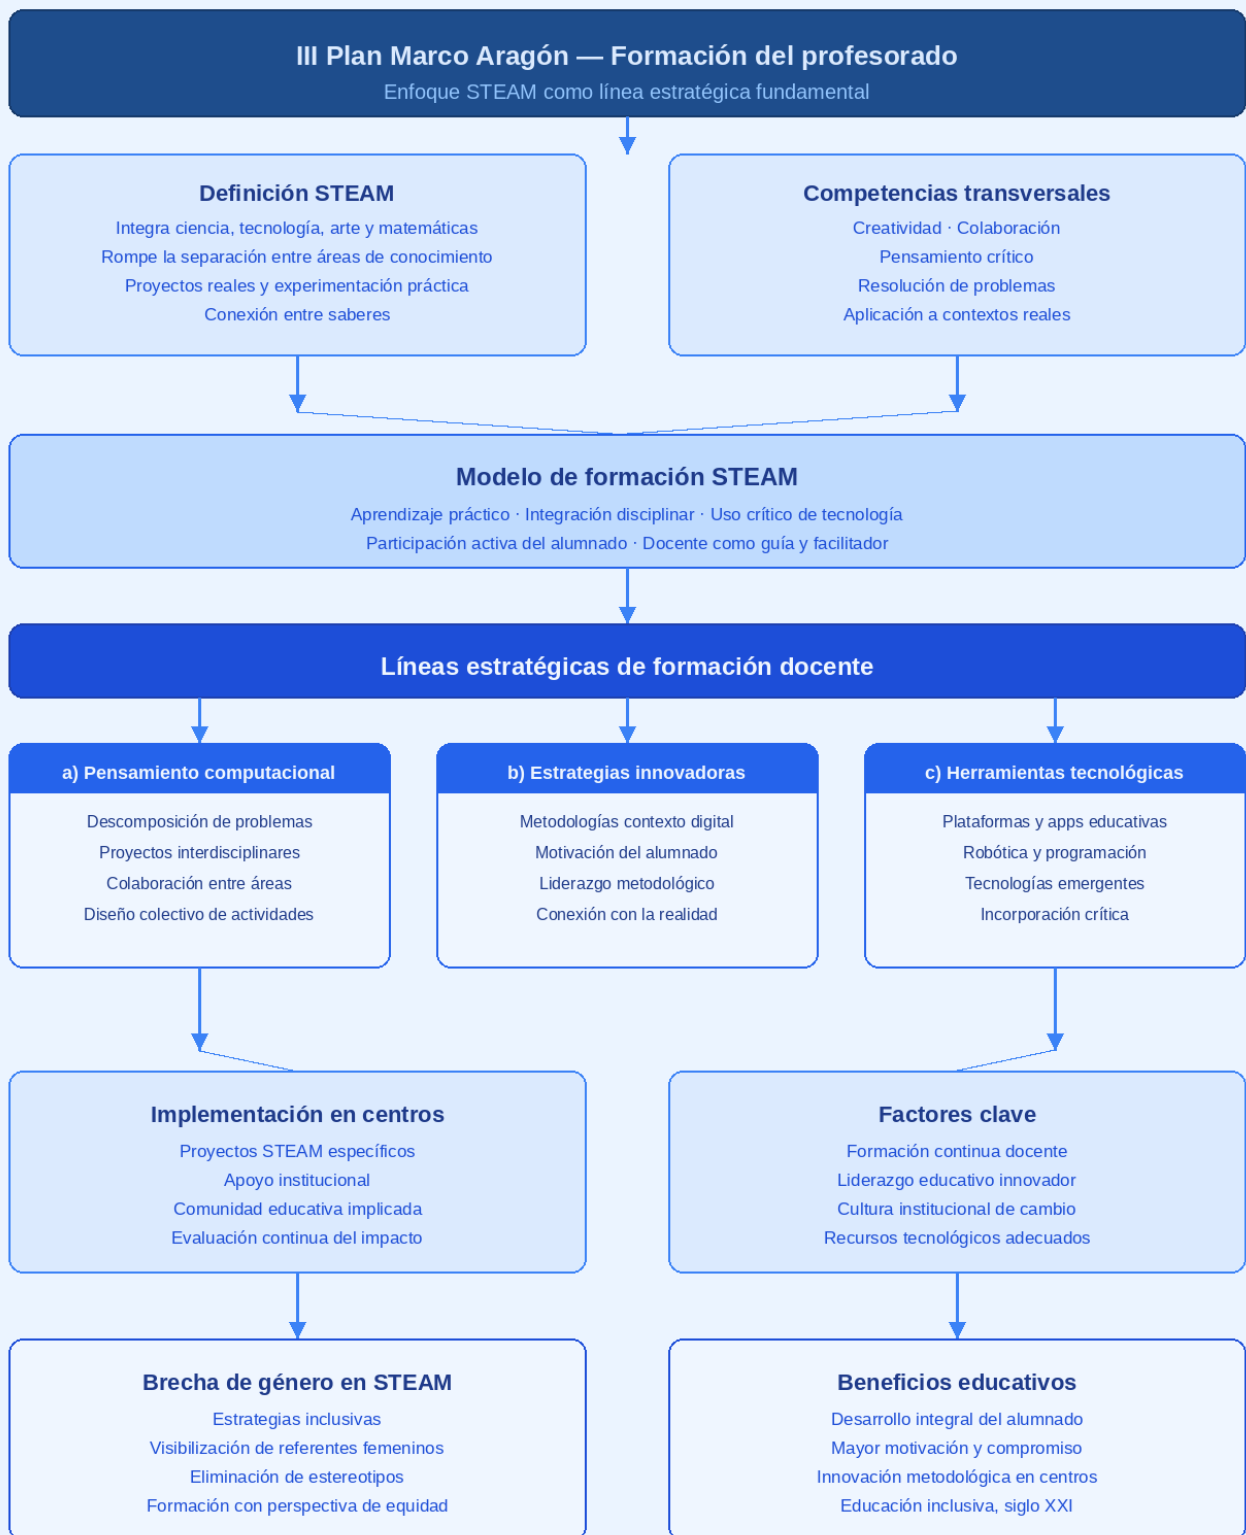 III Plan Marco Aragón — Formación del profesorado
Enfoque STEAM como línea estratégica fundamental
Definición STEAM
Integra ciencia, tecnología, arte y matemáticas
Rompe la separación entre áreas de conocimiento
Proyectos reales y experimentación práctica
Conexión entre saberes
Competencias transversales
Creatividad · Colaboración
Pensamiento crítico
Resolución de problemas
Aplicación a contextos reales
Modelo de formación STEAM
Aprendizaje práctico · Integración disciplinar · Uso crítico de tecnología
Participación activa del alumnado · Docente como guía y facilitador
Líneas estratégicas de formación docente
a) Pensamiento computacional
Descomposición de problemas
Proyectos interdisciplinares
Colaboración entre áreas
Diseño colectivo de actividades
b) Estrategias innovadoras
Metodologías contexto digital
Motivación del alumnado
Liderazgo metodológico
Conexión con la realidad
c) Herramientas tecnológicas
Plataformas y apps educativas
Robótica y programación
Tecnologías emergentes
Incorporación crítica
Implementación en centros
Proyectos STEAM específicos
Apoyo institucional
Comunidad educativa implicada
Evaluación continua del impacto
Factores clave
Formación continua docente
Liderazgo educativo innovador
Cultura institucional de cambio
Recursos tecnológicos adecuados
Brecha de género en STEAM
Estrategias inclusivas
Visibilización de referentes femeninos
Eliminación de estereotipos
Formación con perspectiva de equidad
Beneficios educativos
Desarrollo integral del alumnado
Mayor motivación y compromiso
Innovación metodológica en centros
Educación inclusiva, siglo XXI